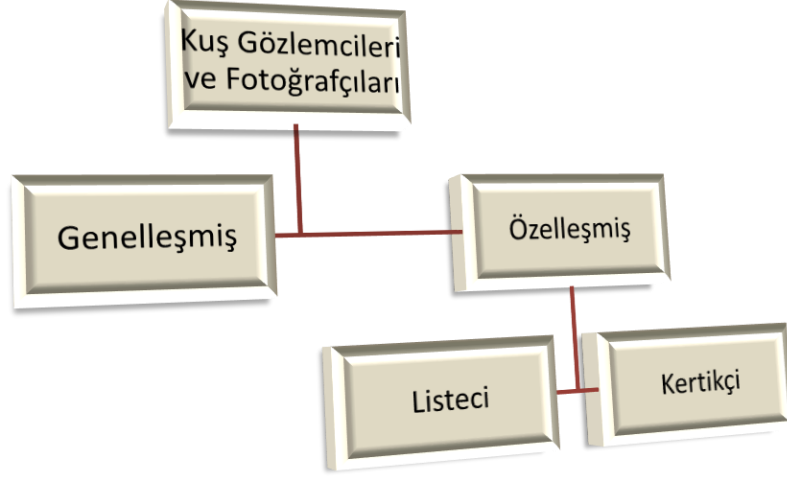 Kuş Gözlemcileri
ve Fotoğrafçıları
Genelleşmiş
Özelleşmiş
Listeci
Kertikçi